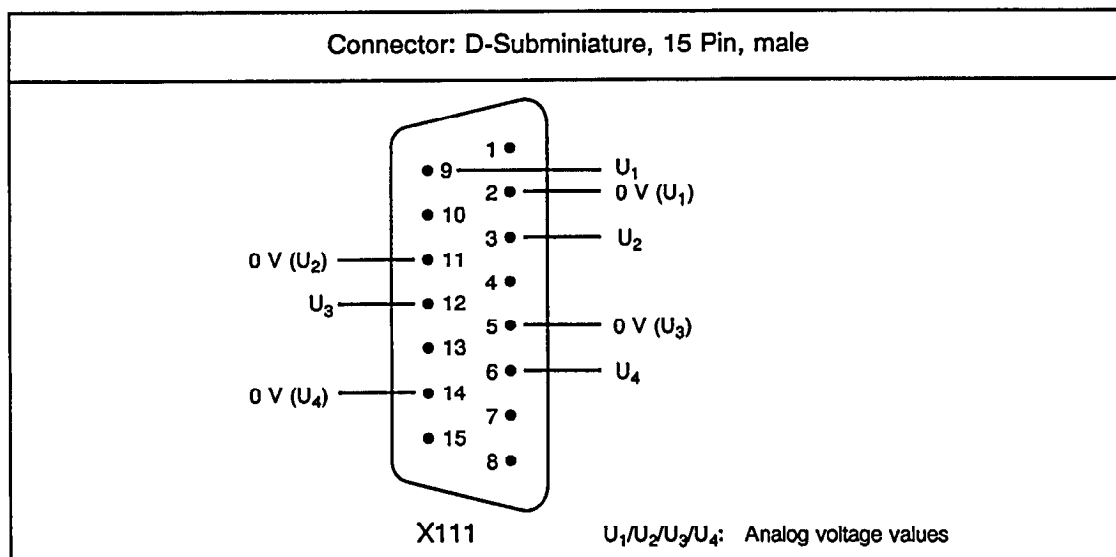 Connector: D-Subminiature, 15 Pin, male
1
9 U₁
2 0 V (U₁)
10
3 U₂
0 V (U₂) 11
4
U₃ 12
5 0 V (U₃)
13
6 U₄
0 V (U₄) 14
7
15
8
X111 U₁/U₂/U₃/U₄: Analog voltage values